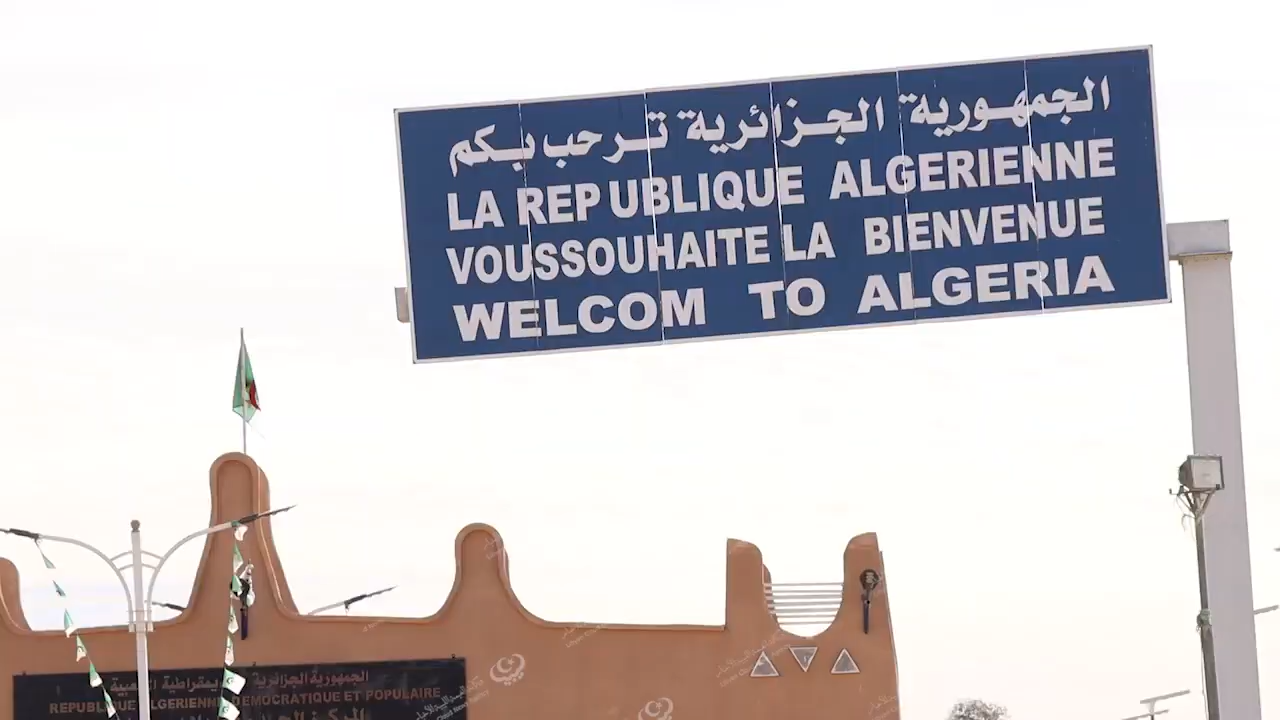 الجمهورية الجزائرية ترحب بكم
LA REPUBLIQUE ALGERIENNE
VOUSSOUHAITE LA BIENVENUE
WELCOM TO ALGERIA
الجمهورية الجزائرية الديمقراطية الشعبية
REPUBLIQUE ALGERIENNE DEMOCRATIQUE ET POPULAIRE